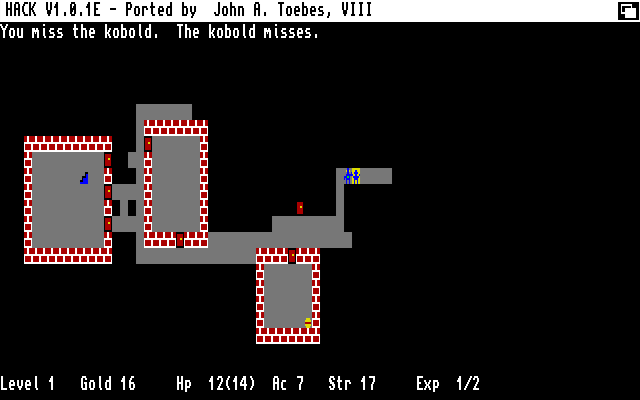 HACK V1.0.1E - Ported by  John A. Toebes, VIII
You miss the kobold.  The kobold misses.
Level 1   Gold 16     Hp  12(14)  Ac 7   Str 17     Exp  1/2